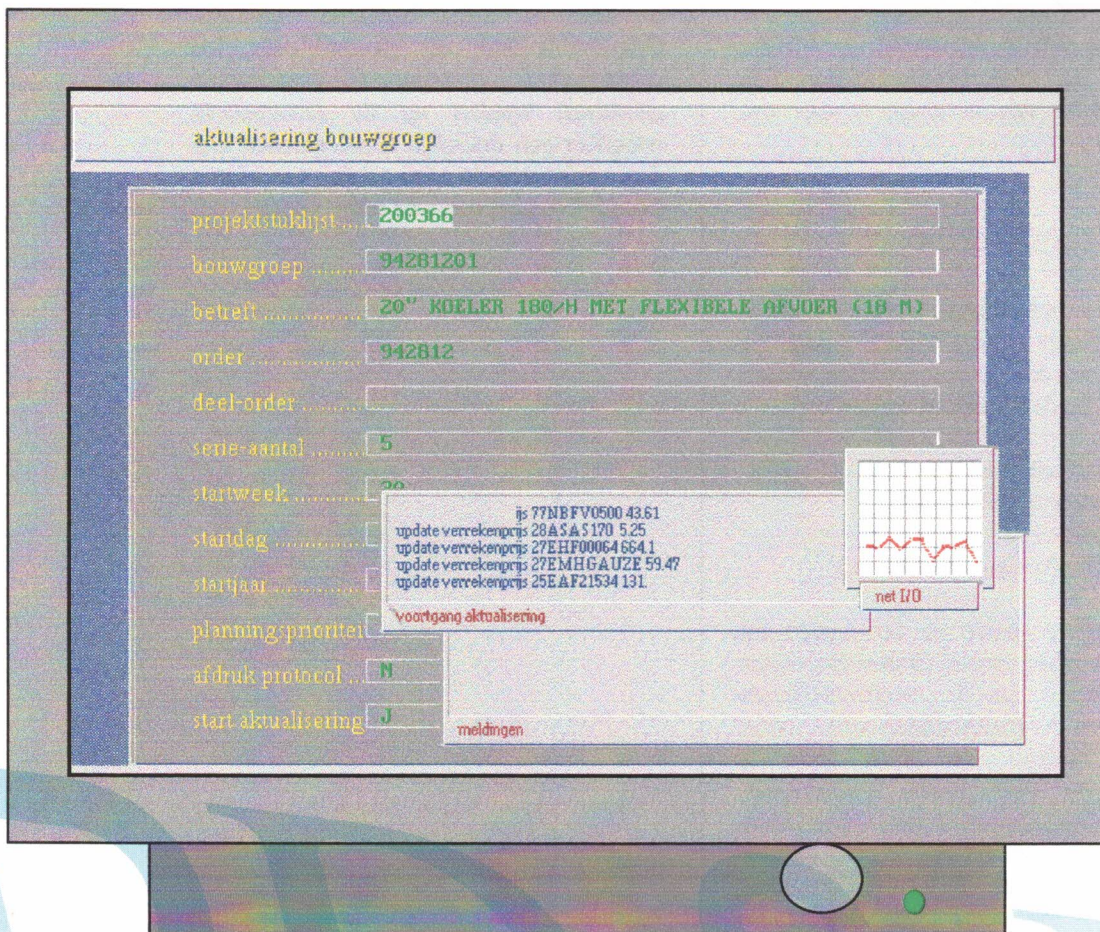 aktualisering bouwgroep
projektstuklijst .... 200366
bouwgroep ......... 94281201
betreft ............... 20" KOELER 180/H MET FLEXIBELE AFVOER (18 M)
order .................. 942812
deel-order ...........
serie-aantal ......... 5
startweek ............
startdag ...............
startjaar ..............
planningsprioritei
afdruk protocol ... N
start aktualisering J
ijs 77NBFV0500 43.61
update verrekenprijs 28ASAS170 5.25
update verrekenprijs 27EHF00064 664.1
update verrekenprijs 27EMHGAUZE 59.47
update verrekenprijs 25EAF21534 131.
voortgang aktualisering
net I/O
meldingen